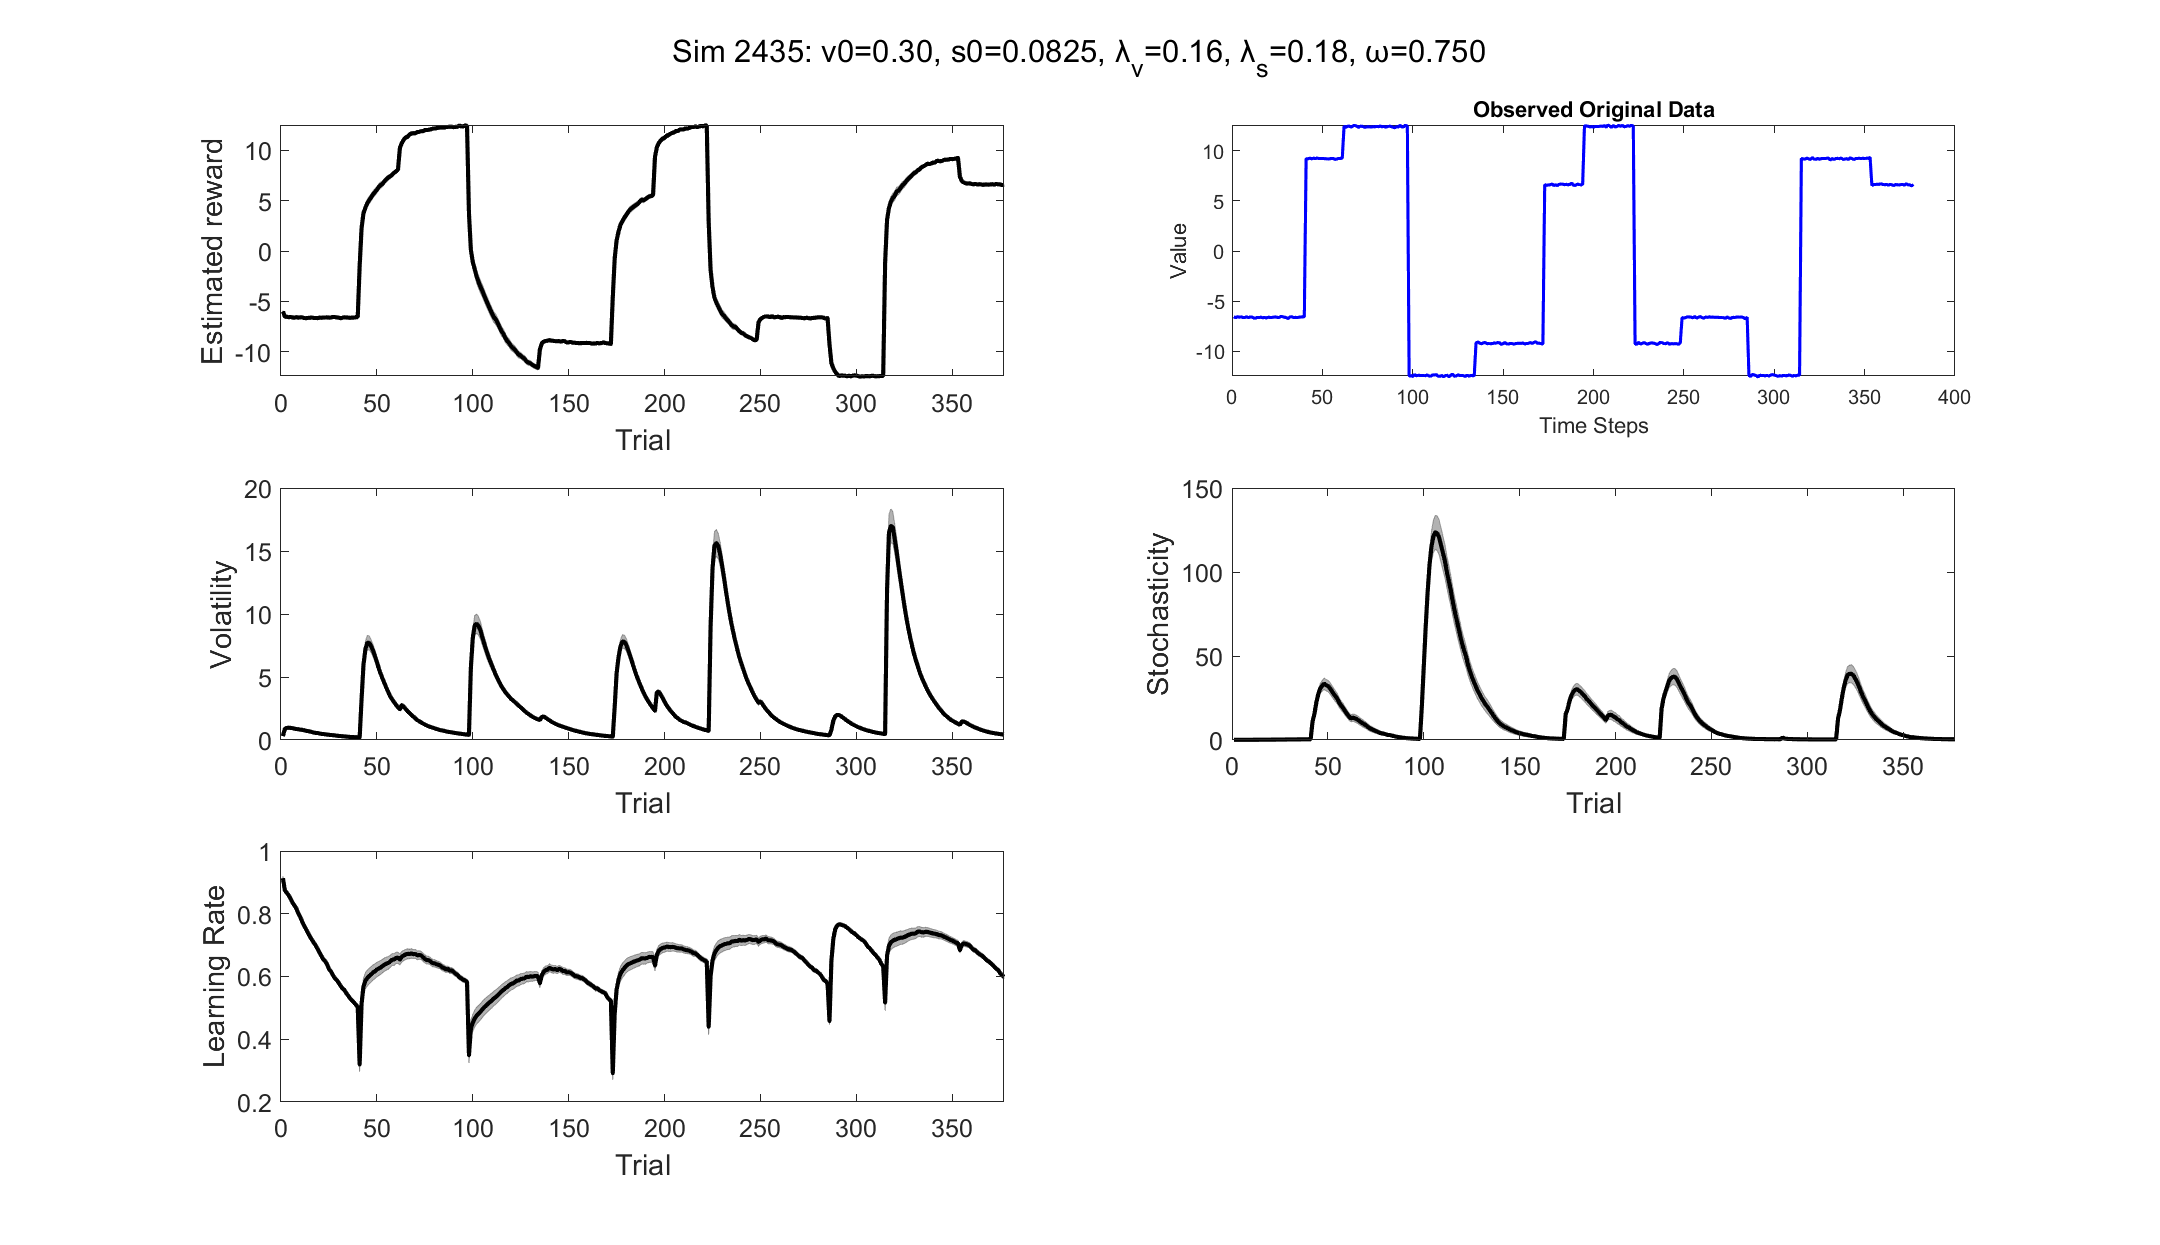 Sim 2435: v0=0.30, s0=0.0825, λv=0.16, λs=0.18, ω=0.750
Estimated reward
10
5
0
-5
-10
0 50 100 150 200 250 300 350
Trial
Observed Original Data
Value
10
5
0
-5
-10
0 50 100 150 200 250 300 350 400
Time Steps
Volatility
20
15
10
5
0
0 50 100 150 200 250 300 350
Trial
Stochasticity
150
100
50
0
0 50 100 150 200 250 300 350
Trial
Learning Rate
1
0.8
0.6
0.4
0.2
0 50 100 150 200 250 300 350
Trial